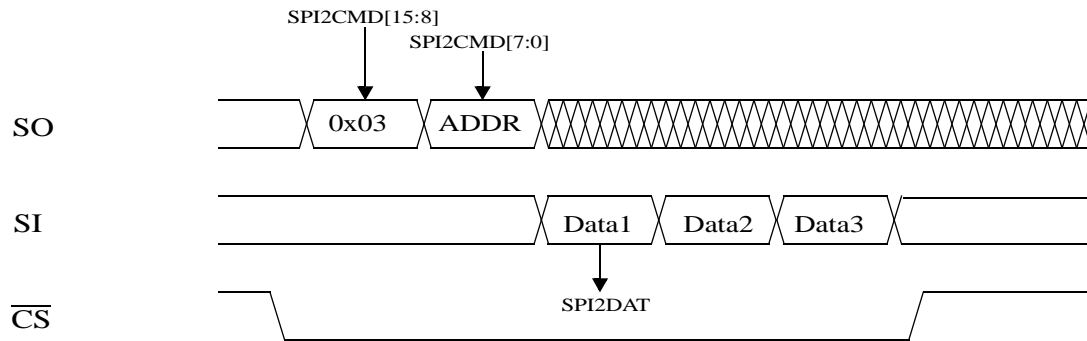 SPI2CMD[15:8]
SPI2CMD[7:0]
SO 0x03 ADDR
SI Data1 Data2 Data3
SPI2DAT
CS